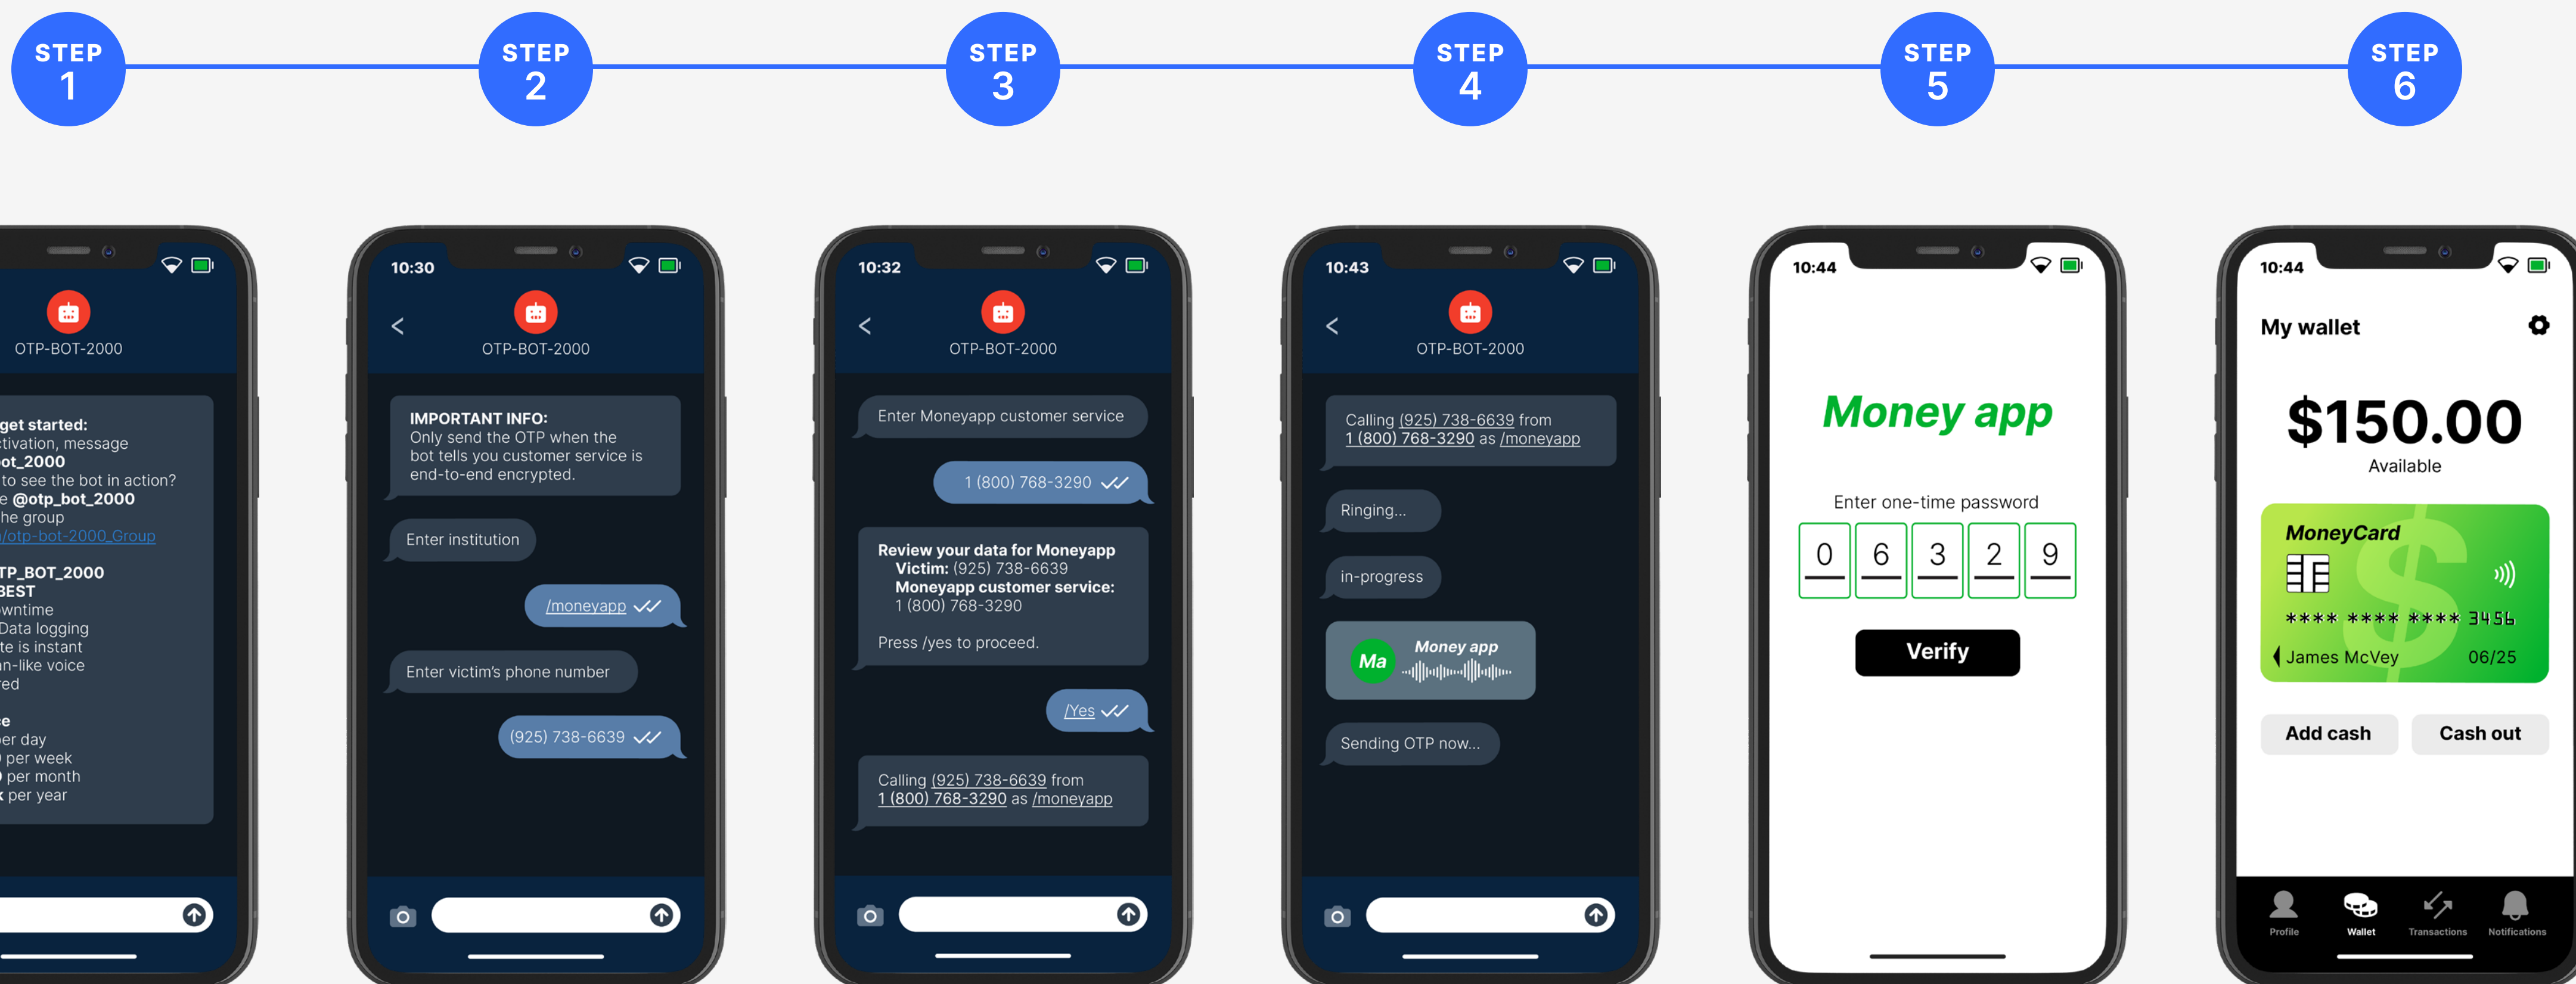 STEP
1
STEP
2
STEP
3
STEP
4
STEP
5
STEP
6
OTP-BOT-2000
get started:
ctivation, message
ot_2000
to see the bot in action?
e @otp_bot_2000
he group
/otp-bot-2000_Group
TP_BOT_2000
BEST
wntime
Data logging
te is instant
n-like voice
red
e
er day
per week
per month
per year
10:30
OTP-BOT-2000
IMPORTANT INFO:
Only send the OTP when the
bot tells you customer service is
end-to-end encrypted.
Enter institution
/moneyapp
Enter victim's phone number
(925) 738-6639
10:32
OTP-BOT-2000
Enter Moneyapp customer service
1 (800) 768-3290
Review your data for Moneyapp
Victim: (925) 738-6639
Moneyapp customer service:
1 (800) 768-3290
Press /yes to proceed.
/Yes
Calling (925) 738-6639 from
1 (800) 768-3290 as /moneyapp
10:43
OTP-BOT-2000
Calling (925) 738-6639 from
1 (800) 768-3290 as /moneyapp
Ringing...
in-progress
Ma Money app
Sending OTP now...
10:44
Money app
Enter one-time password
0 6 3 2 9
Verify
10:44
My wallet
$150.00
Available
MoneyCard
$
**** **** **** 3456
James McVey 06/25
Add cash Cash out
Profile Wallet Transactions Notifications